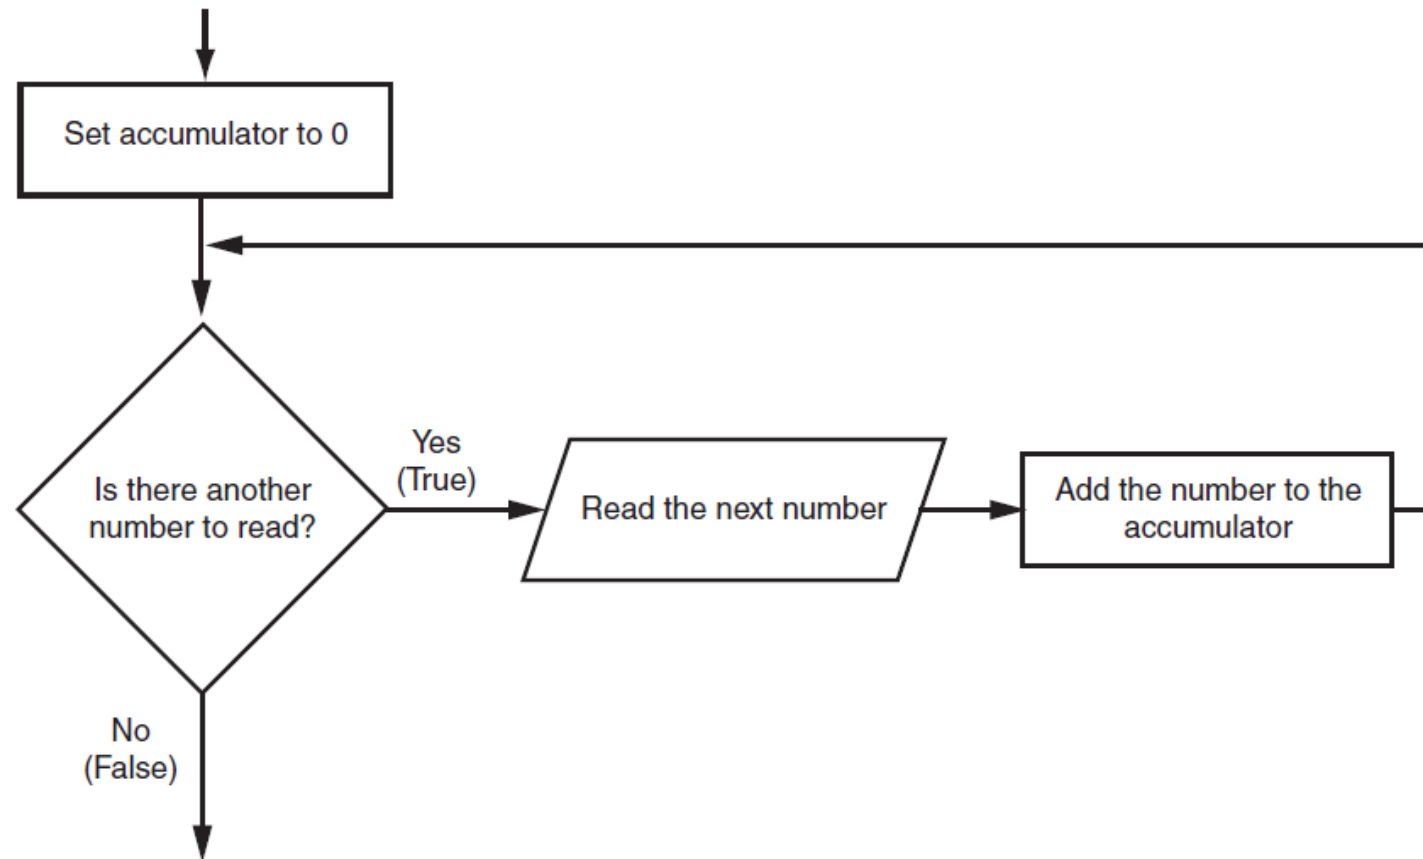 Set accumulator to 0
Is there another
number to read?
Yes
(True)
Read the next number
Add the number to the
accumulator
No
(False)